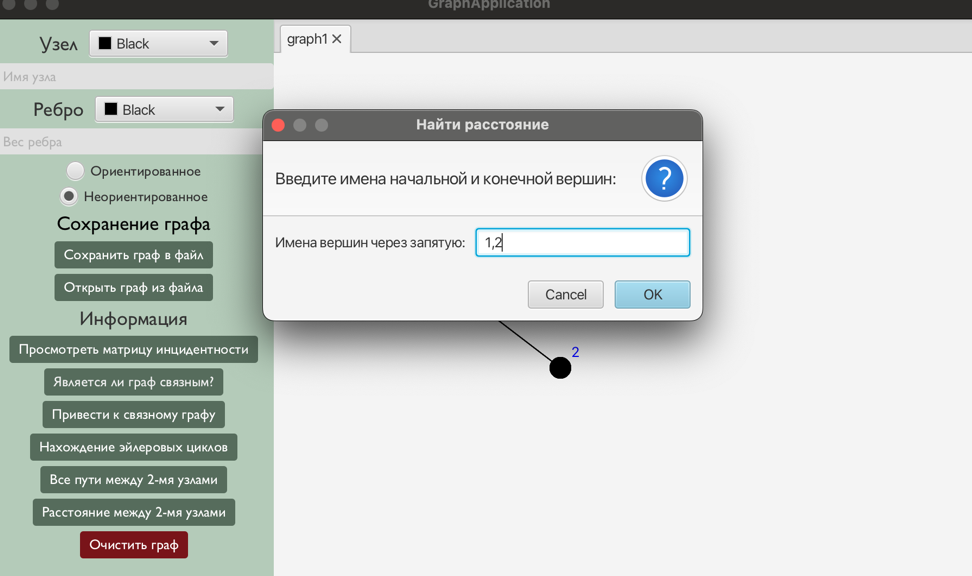 GraphApplication
Узел
Black
graph1
Имя узла
Ребро
Black
Вес ребра
Ориентированное
Неориентированное
Сохранение графа
Сохранить граф в файл
Открыть граф из файла
Информация
Просмотреть матрицу инцидентности
Является ли граф связным?
Привести к связному графу
Нахождение эйлеровых циклов
Все пути между 2-мя узлами
Расстояние между 2-мя узлами
Очистить граф
Найти расстояние
Введите имена начальной и конечной вершин:
?
Имена вершин через запятую:
1,2
Cancel
OK
2